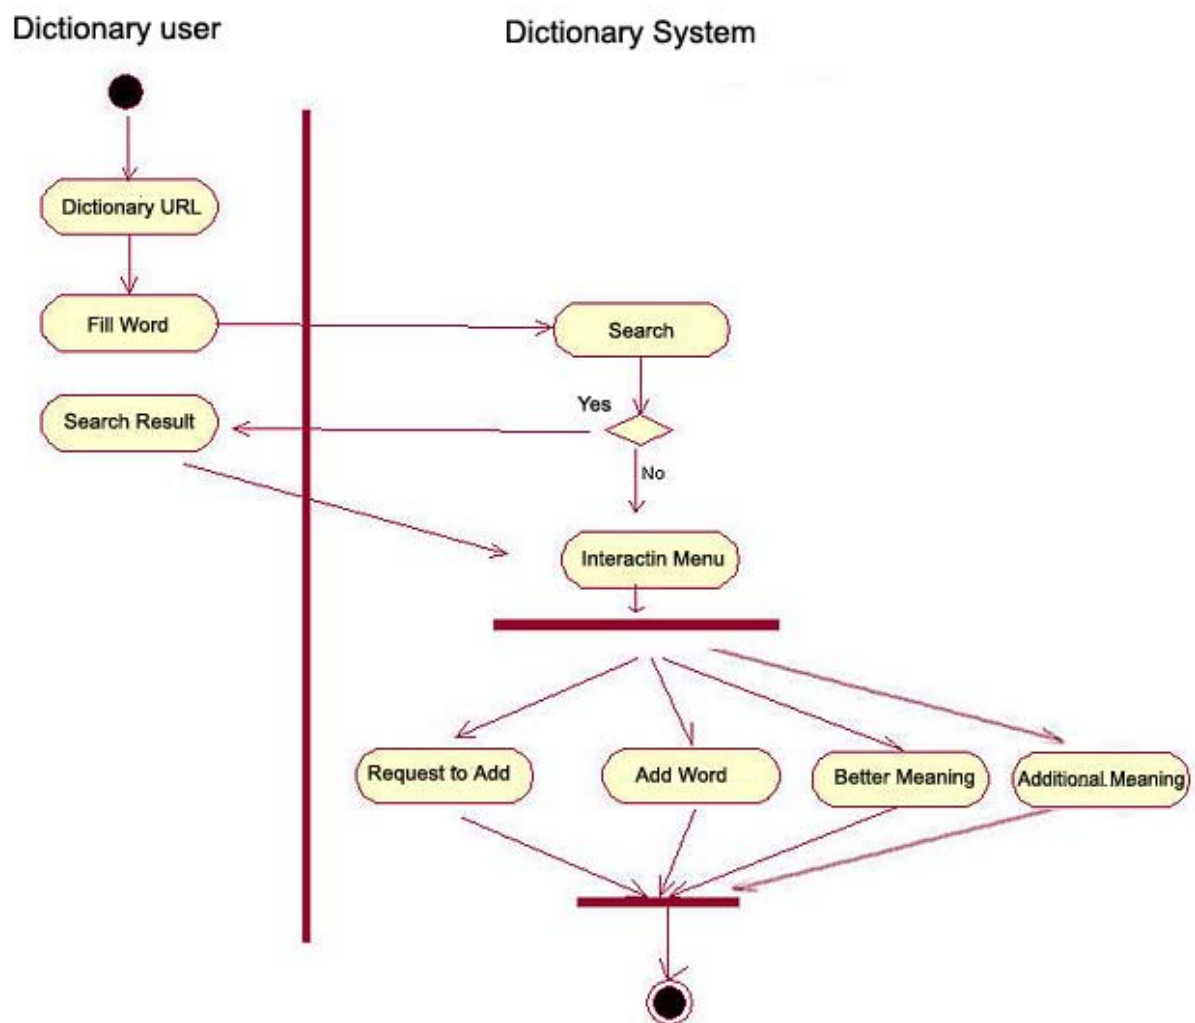 Dictionary user
Dictionary System
Dictionary URL
Fill Word
Search
Yes
Search Result
No
Interactin Menu
Request to Add
Add Word
Better Meaning
Additional Meaning